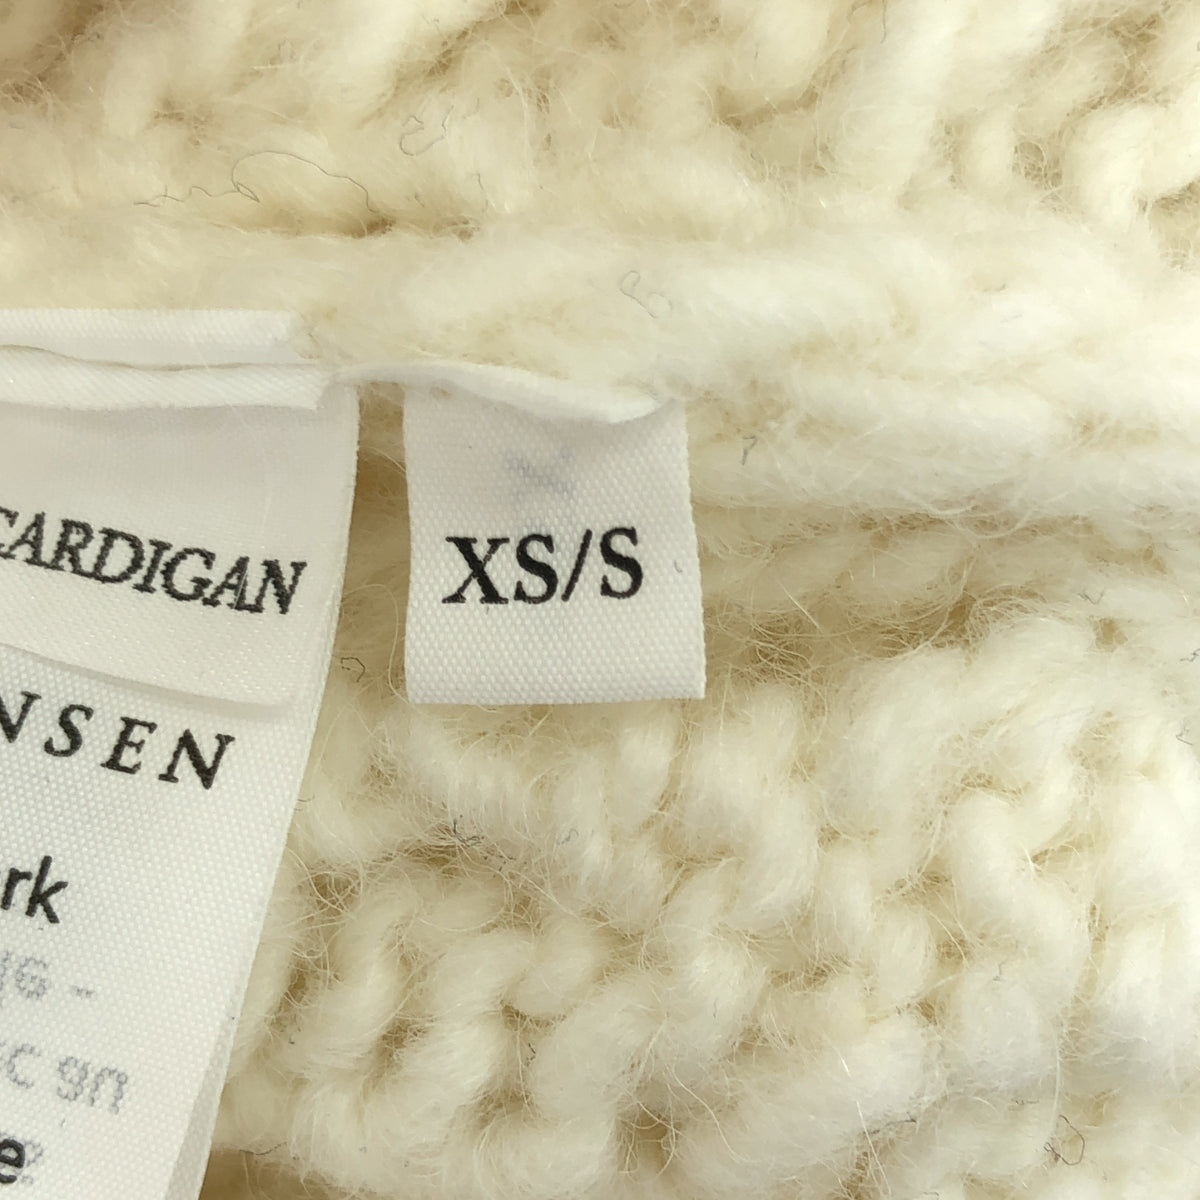 CARDIGAN
XS/S
NSEN
rk
e